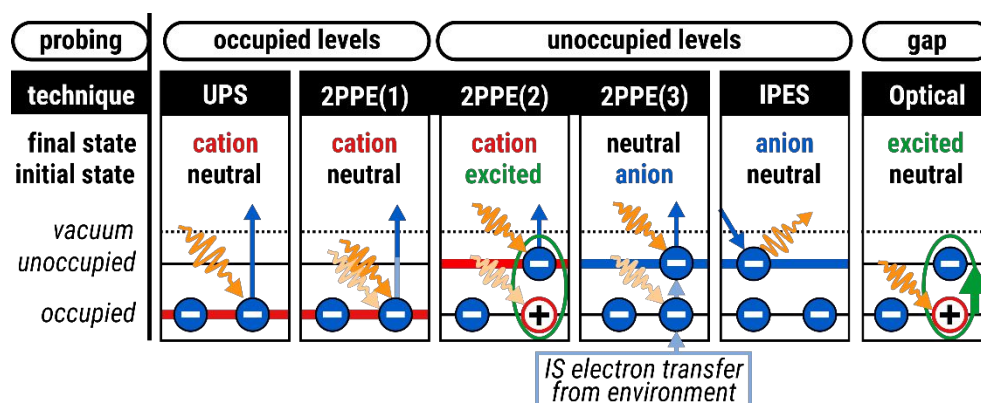 probing occupied levels unoccupied levels gap
technique UPS 2PPE(1) 2PPE(2) 2PPE(3) IPES Optical
final state cation cation cation neutral anion excited
initial state neutral neutral excited anion neutral neutral
vacuum
unoccupied
occupied
IS electron transfer
from environment